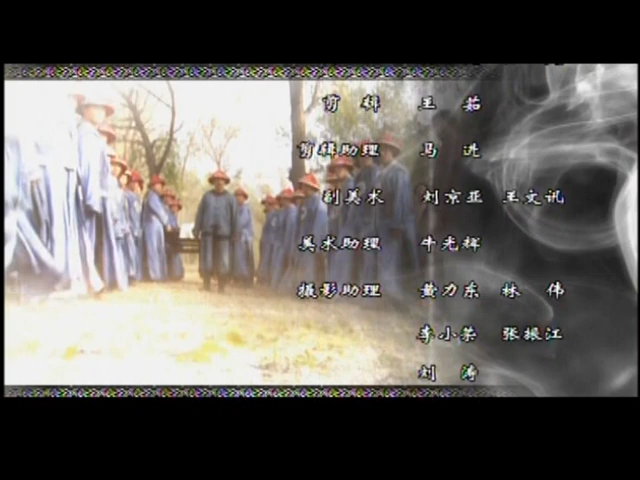 剪 辑 王 茹
剪辑助理 马 进
副美术 刘京亚 王文讯
美术助理 牛光辉
摄影助理 黄力东 林 伟
李小荣 张振江
刘 涛